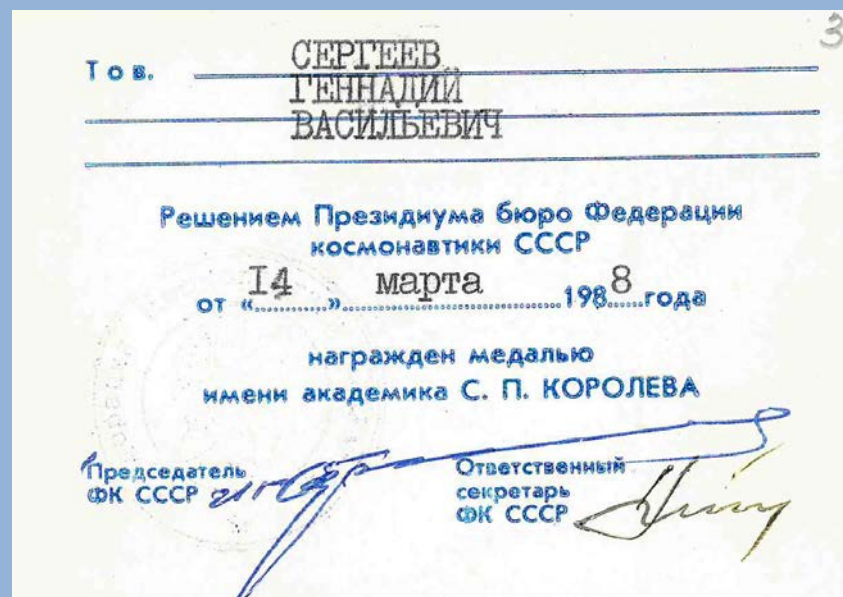 3
Тов. СЕРГЕЕВ
ГЕННАДИЙ
ВАСИЛЬЕВИЧ
Решением Президиума бюро Федерации
космонавтики СССР
от «I4» марта 1988 года
награжден медалью
имени академика С. П. КОРОЛЕВА
Председатель
ФК СССР
Ответственный
секретарь
ФК СССР